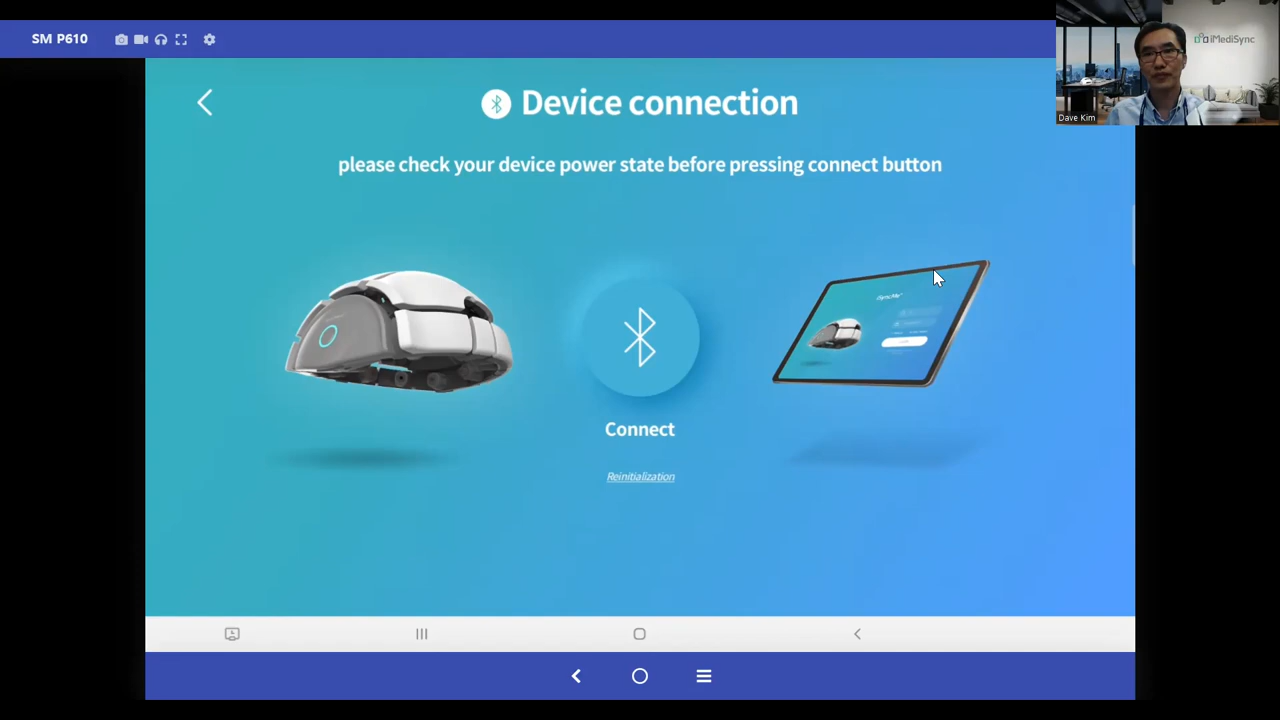 SM P610
iMediSync
Dave Kim
Device connection
please check your device power state before pressing connect button
iSyncMe
Connect
Reinitialization